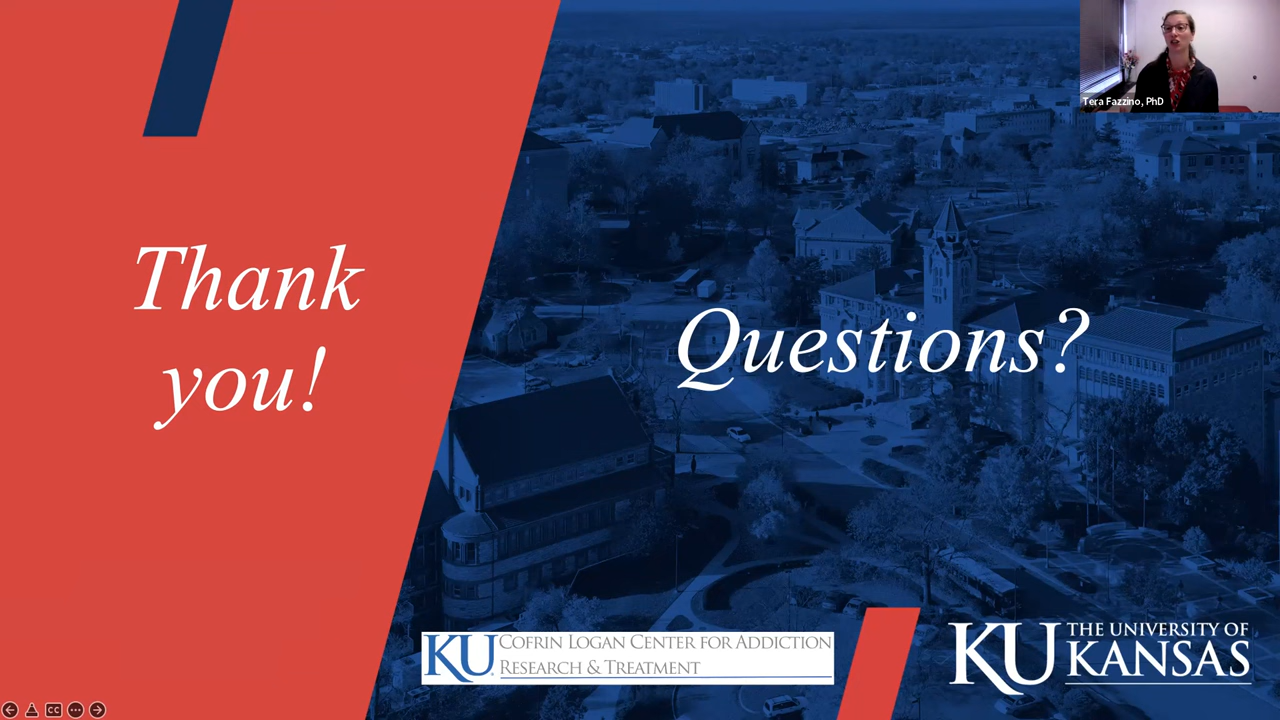 Tera Fazzino, PhD
Thank
you!
Questions?
KU COFRIN LOGAN CENTER FOR ADDICTION
RESEARCH & TREATMENT
KU THE UNIVERSITY OF
KANSAS
CC